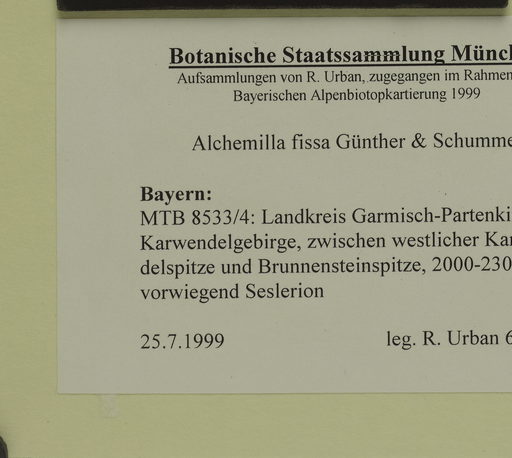 Botanische Staatssammlung Münch
Aufsammlungen von R. Urban, zugegangen im Rahmen
Bayerischen Alpenbiotopkartierung 1999
Alchemilla fissa Günther & Schumme
Bayern:
MTB 8533/4: Landkreis Garmisch-Partenki
Karwendelgebirge, zwischen westlicher Kar
delspitze und Brunnensteinspitze, 2000-230
vorwiegend Seslerion
25.7.1999 leg. R. Urban 6